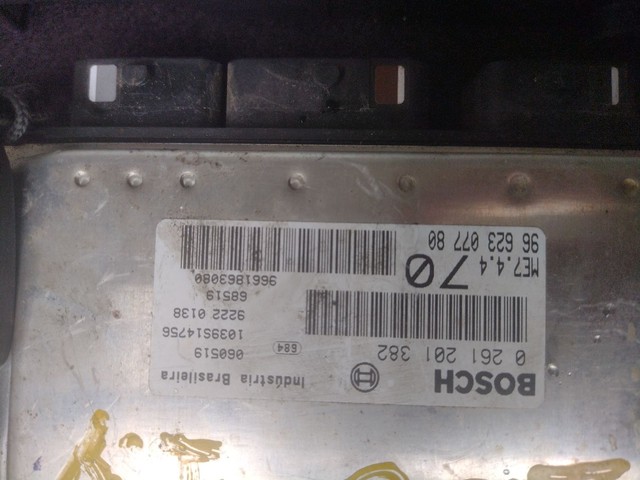 BOSCH
0 261 201 382
ME7.4.4 70
96 623 077 80
Indústria Brasileira
060519 684
1039S14756
9222 0138
68519
9661863080